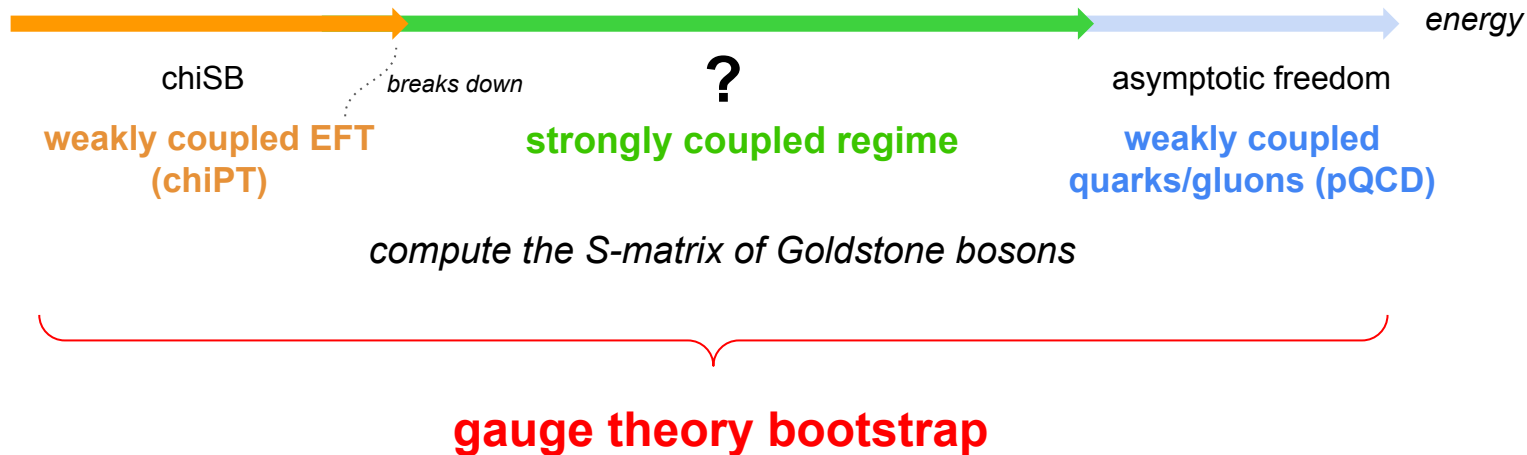 energy
chiSB
breaks down
?
asymptotic freedom
weakly coupled EFT
(chiPT)
strongly coupled regime
weakly coupled
quarks/gluons (pQCD)
compute the S-matrix of Goldstone bosons
gauge theory bootstrap